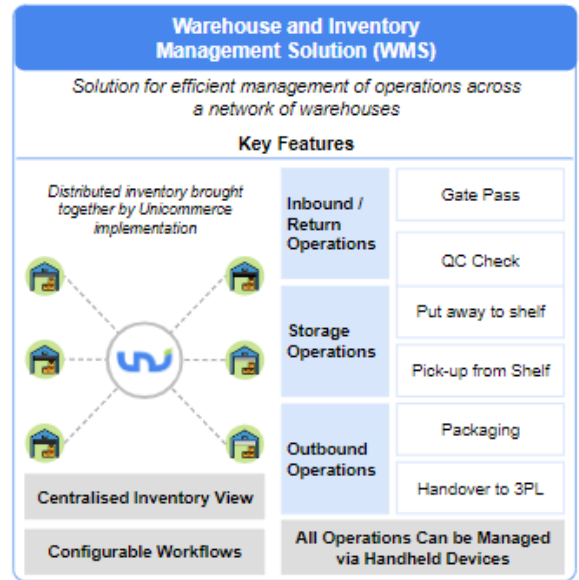 Warehouse and Inventory
Management Solution (WMS)
Solution for efficient management of operations across
a network of warehouses
Key Features
Distributed inventory brought
together by Unicommerce
implementation
Centralised Inventory View
Configurable Workflows
Inbound /
Return
Operations
Gate Pass
QC Check
Storage
Operations
Put away to shelf
Pick-up from Shelf
Outbound
Operations
Packaging
Handover to 3PL
All Operations Can be Managed
via Handheld Devices